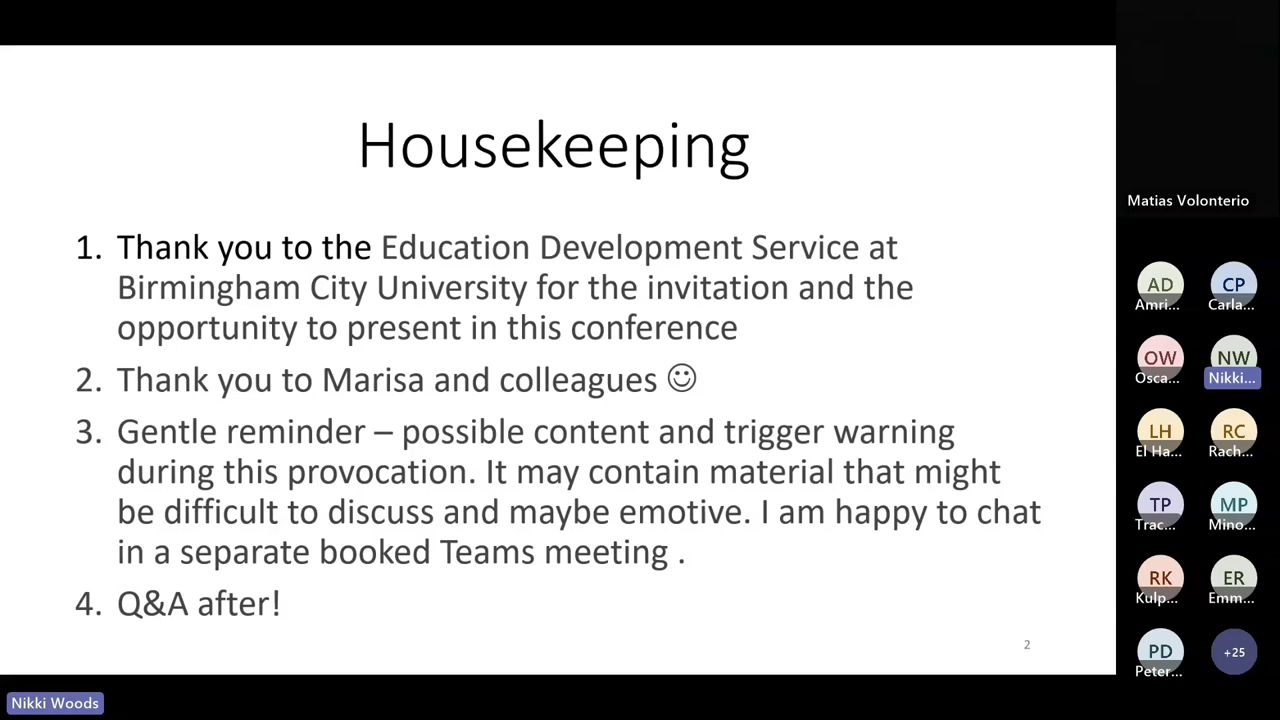 Housekeeping
1. Thank you to the Education Development Service at
Birmingham City University for the invitation and the
opportunity to present in this conference
2. Thank you to Marisa and colleagues ☺
3. Gentle reminder – possible content and trigger warning
during this provocation. It may contain material that might
be difficult to discuss and maybe emotive. I am happy to chat
in a separate booked Teams meeting .
4. Q&A after!
2
Nikki Woods
Matias Volonterio
AD
Amri...
CP
Carla...
OW
Osca...
NW
Nikki...
LH
El Ha...
RC
Rach...
TP
Trac...
MP
Mino...
RK
Kulp...
ER
Emm...
PD
Peter...
+25